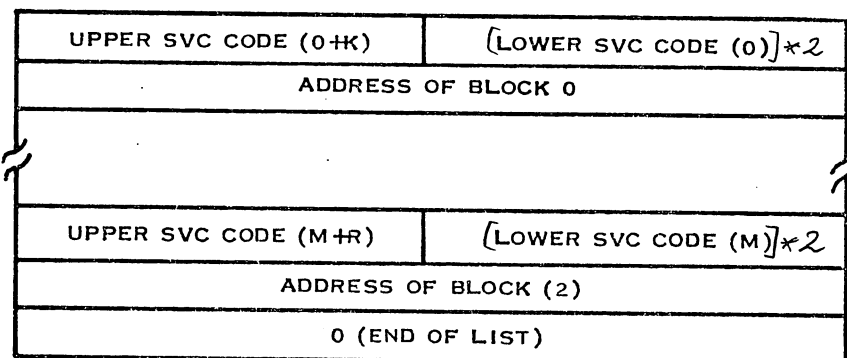 UPPER SVC CODE (0+K) [LOWER SVC CODE (0)]*2
ADDRESS OF BLOCK 0
UPPER SVC CODE (M+R) [LOWER SVC CODE (M)]*2
ADDRESS OF BLOCK (2)
0 (END OF LIST)